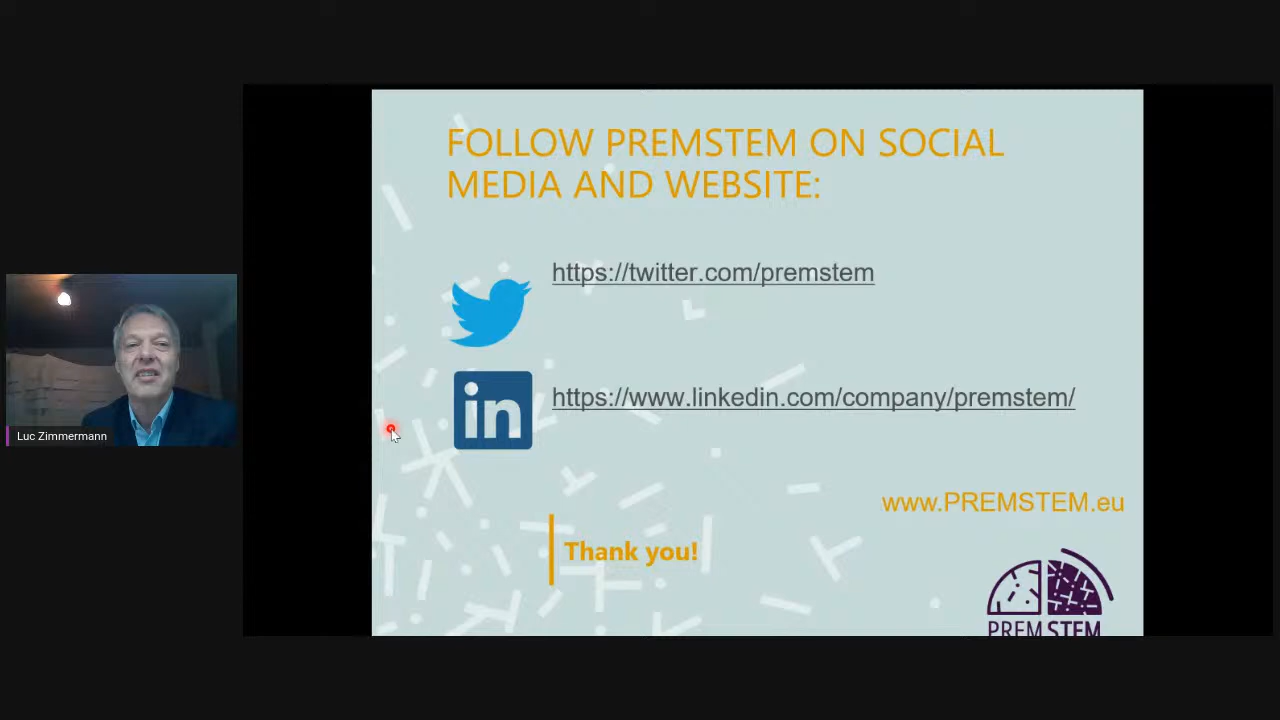 FOLLOW PREMSTEM ON SOCIAL
MEDIA AND WEBSITE:
https://twitter.com/premstem
in
https://www.linkedin.com/company/premstem/
www.PREMSTEM.eu
Thank you!
PREM STEM
Luc Zimmermann